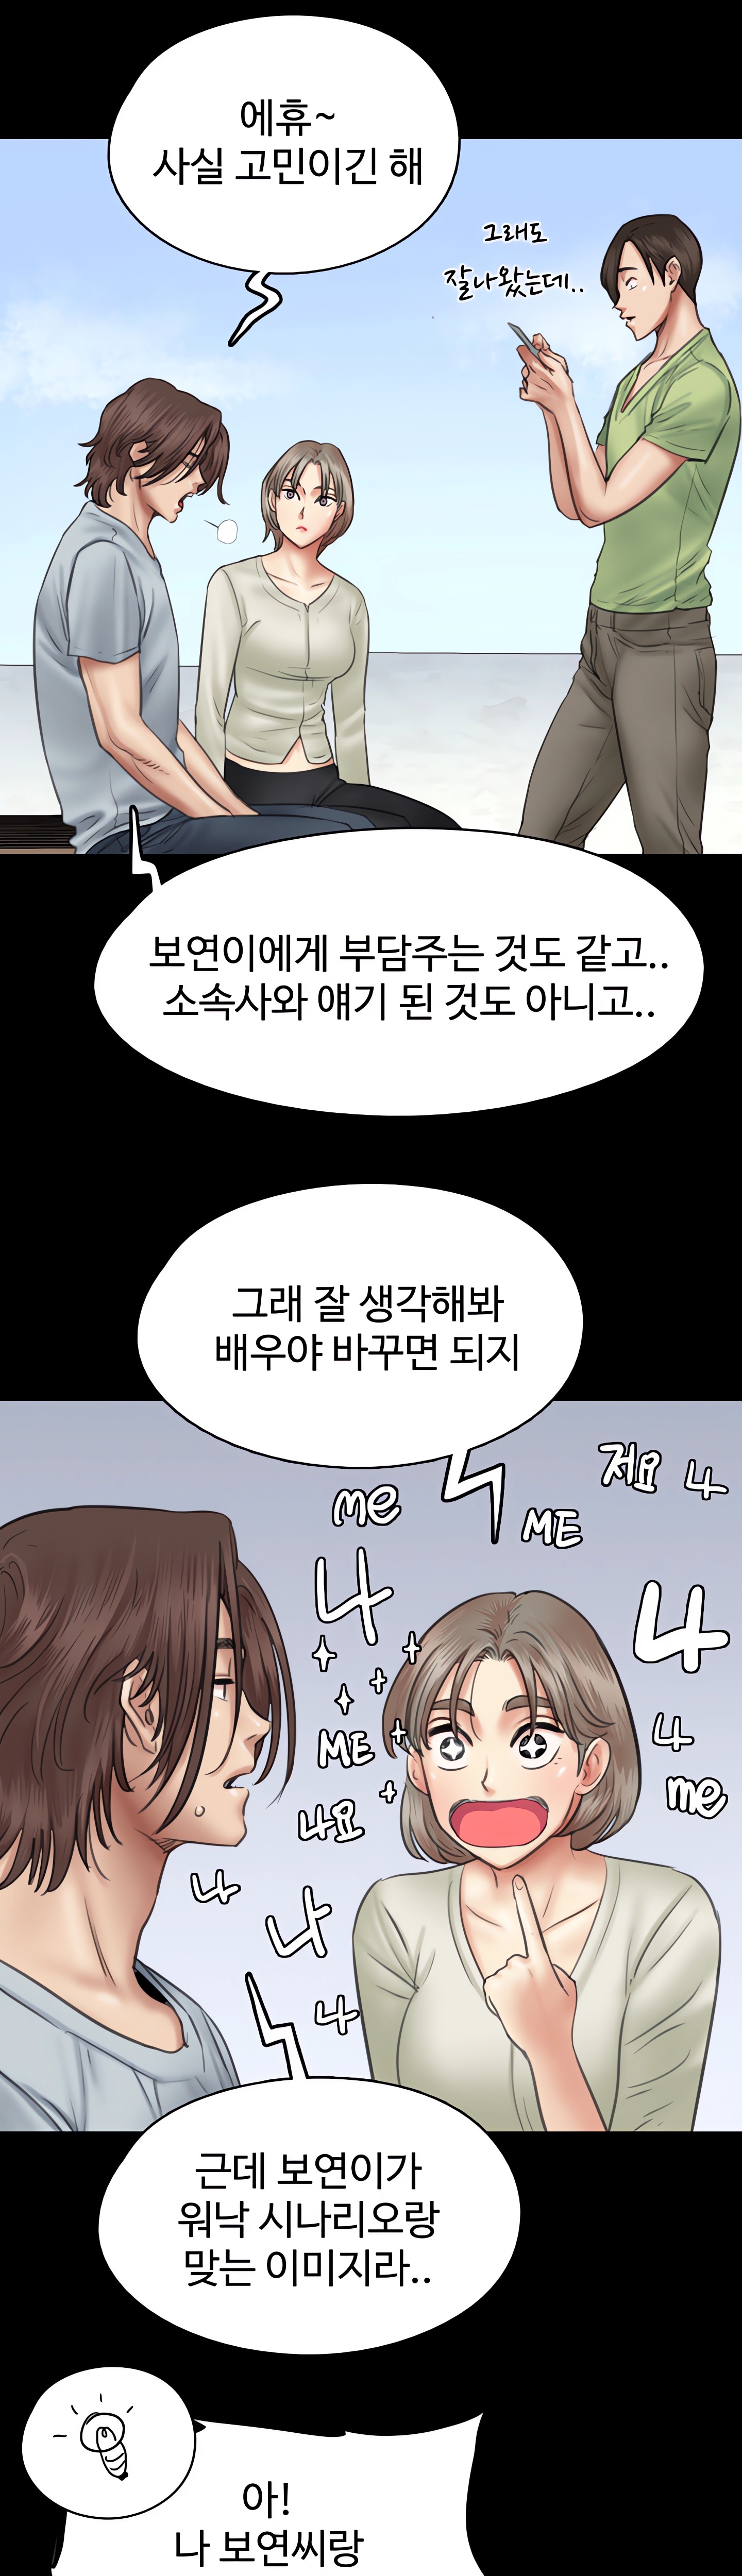 에휴~
사실 고민이긴 해
그래도
잘나왔는데..
보연이에게 부담주는 것도 같고..
소속사와 얘기 된 것도 아니고..
그래 잘 생각해봐
배우야 바꾸면 되지
저요 나
me
ME
나
나
ME
나
me
나요
나
나
나
근데 보연이가
워낙 시나리오랑
맞는 이미지라..
아!
나 보연씨랑